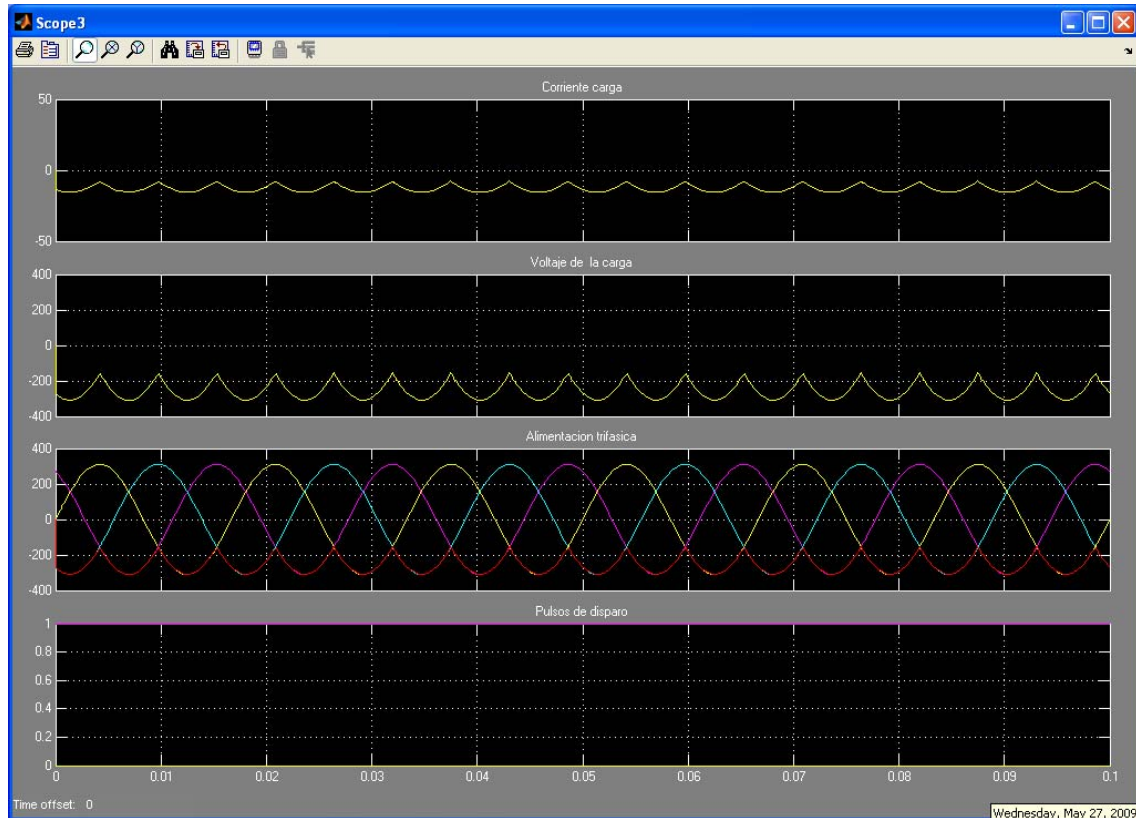 Scope3
Corriente carga
50
0
-50
Voltaje de la carga
400
200
0
-200
-400
Alimentacion trifasica
400
200
0
-200
-400
Pulsos de disparo
1
0.8
0.6
0.4
0.2
0
0 0.01 0.02 0.03 0.04 0.05 0.06 0.07 0.08 0.09 0.1
Time offset: 0
Wednesday, May 27, 2009